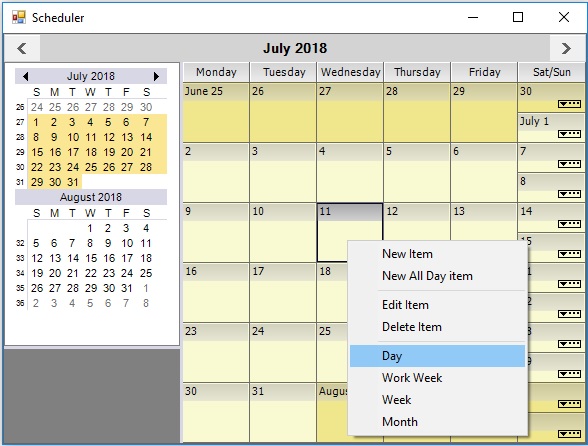 Scheduler
July 2018
July 2018
S M T W T F S
26 24 25 26 27 28 29 30
27 1 2 3 4 5 6 7
28 8 9 10 11 12 13 14
29 15 16 17 18 19 20 21
30 22 23 24 25 26 27 28
31 29 30 31
August 2018
S M T W T F S
1 2 3 4
32 5 6 7 8 9 10 11
33 12 13 14 15 16 17 18
34 19 20 21 22 23 24 25
35 26 27 28 29 30 31 1
36 2 3 4 5 6 7 8
Monday Tuesday Wednesday Thursday Friday Sat/Sun
June 25 26 27 28 29 30
July 1
2 3 4 5 6 7
8
9 10 11 12 13 14
15
16 17 18
23 24 25
30 31
New Item
New All Day item
Edit Item
Delete Item
Day
Work Week
Week
Month